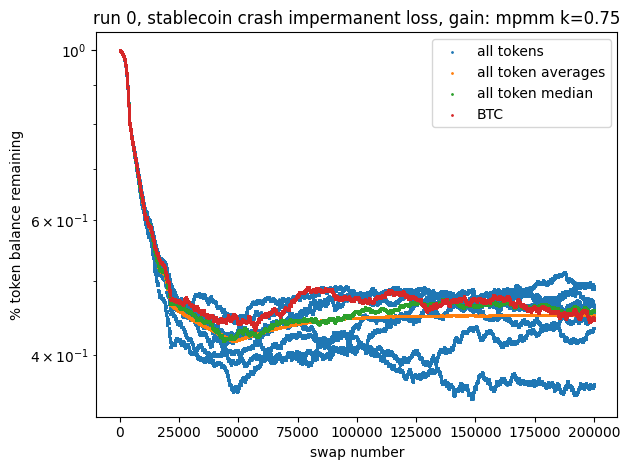 run 0, stablecoin crash impermanent loss, gain: mpmm k=0.75
all tokens
all token averages
all token median
BTC
% token balance remaining
10⁰
6 × 10⁻¹
4 × 10⁻¹
0 25000 50000 75000 100000 125000 150000 175000 200000
swap number